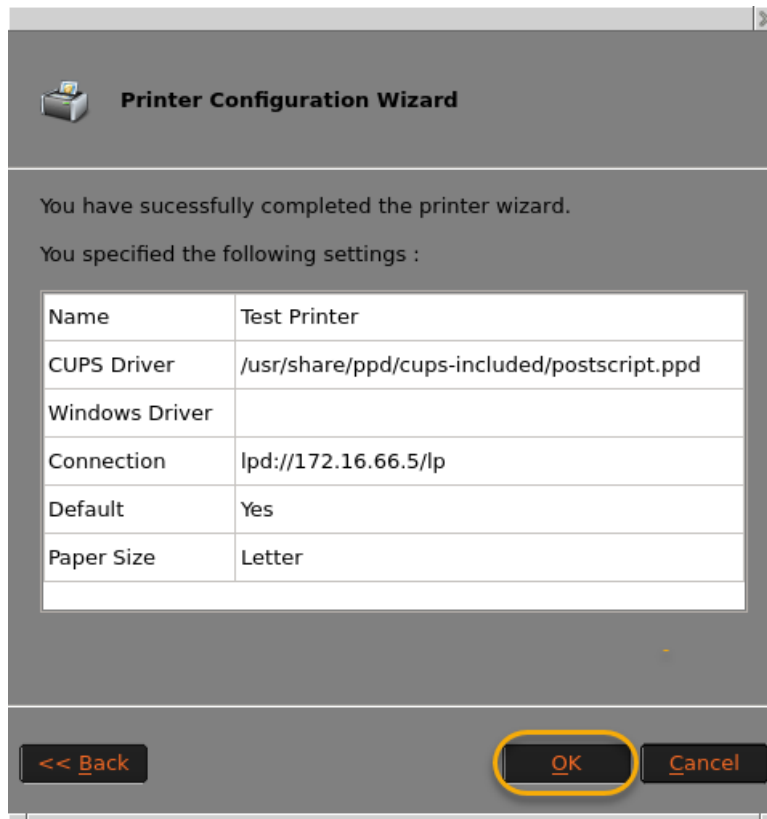 Printer Configuration Wizard
You have sucessfully completed the printer wizard.
You specified the following settings :
Name Test Printer
CUPS Driver /usr/share/ppd/cups-included/postscript.ppd
Windows Driver
Connection lpd://172.16.66.5/lp
Default Yes
Paper Size Letter
<< Back OK Cancel